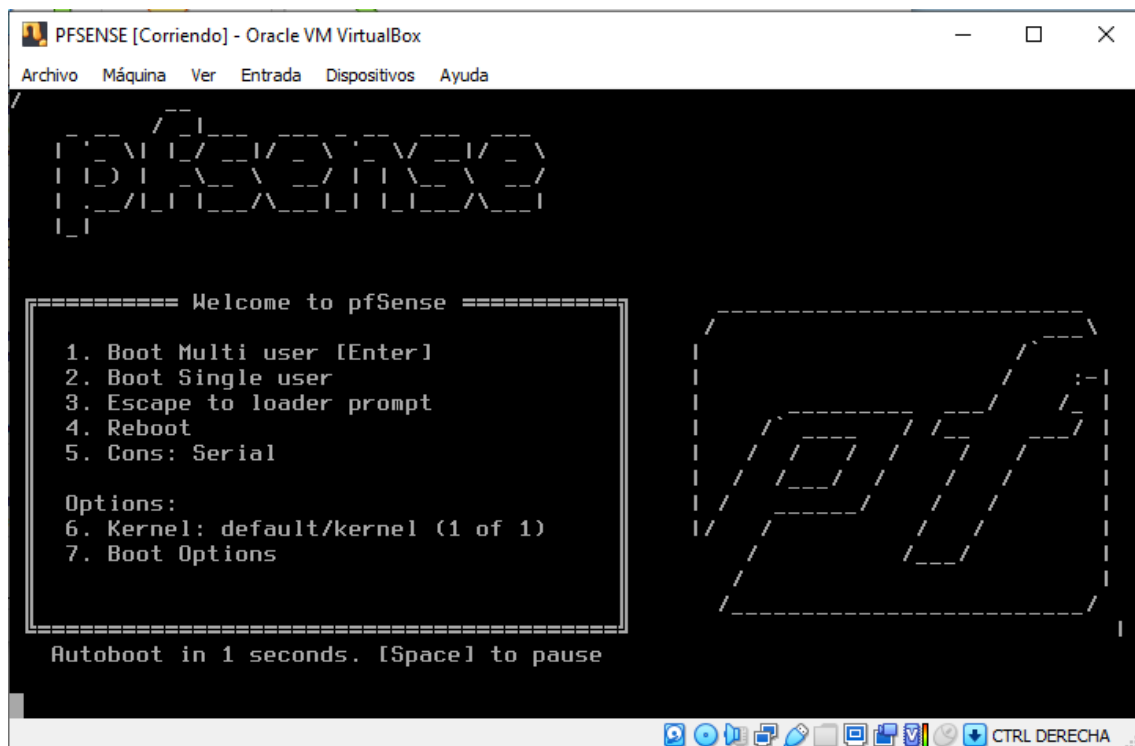 PFSENSE [Corriendo] - Oracle VM VirtualBox
Archivo Máquina Ver Entrada Dispositivos Ayuda
pfsense
Welcome to pfSense
1. Boot Multi user [Enter]
2. Boot Single user
3. Escape to loader prompt
4. Reboot
5. Cons: Serial
Options:
6. Kernel: default/kernel (1 of 1)
7. Boot Options
pf
Autoboot in 1 seconds. [Space] to pause
CTRL DERECHA